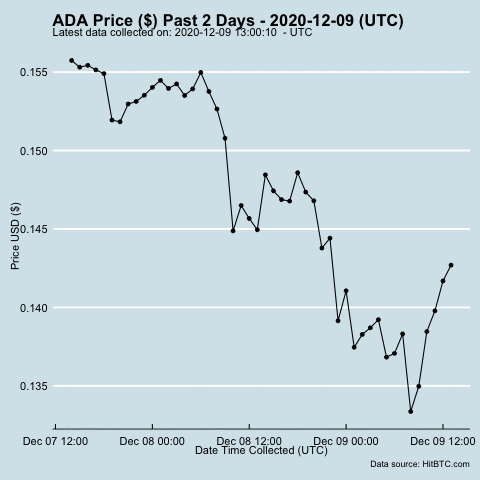 ADA Price ($) Past 2 Days - 2020-12-09 (UTC)
Latest data collected on: 2020-12-09 13:00:10  - UTC
0.155
0.150
0.145
0.140
0.135
Price USD ($)
Dec 07 12:00
Dec 08 00:00
Dec 08 12:00
Dec 09 00:00
Dec 09 12:00
Date Time Collected (UTC)
Data source: HitBTC.com